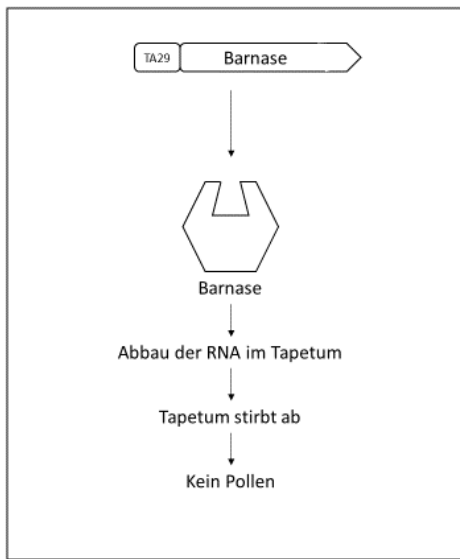 TA29 Barnase
Barnase
Abbau der RNA im Tapetum
Tapetum stirbt ab
Kein Pollen